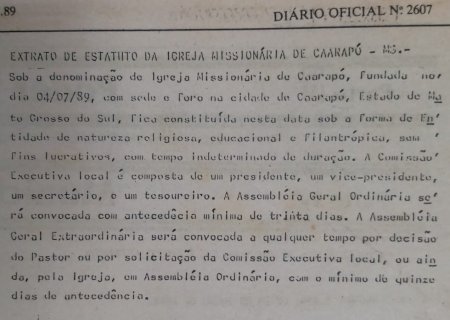 .89 DIÁRIO OFICIAL Nº 2607
EXTRATO DE ESTATUTO DA IGREJA MISSIONÁRIA DE CAARAPÓ - MS.-
Sob a denominação de Igreja Missionária de Caarapó, fundada no'
dia 04/07/89, com sede e foro na cidade de Caarapó, Estado de Ma
to Grosso do Sul, fica constituída nesta data sob a forma de En
tidade de natureza religiosa, educacional e filantrópica, sem '
fins lucrativos, com tempo indeterminado de duração. A Comissão'
Executiva local é composta de um presidente, um vice-presidente,
um secretário, e um tesoureiro. A Assembléia Geral Ordinária se'
rá convocada com antecedência mínima de trinta dias. A Assembléia
Geral Extraordinária será convocada a qualquer tempo por decisão
do Pastor ou por solicitação da Comissão Executiva local, ou ain
da, pela Igreja, em Assembléia Ordinária, com o mínimo de quinze
dias de antecedência.